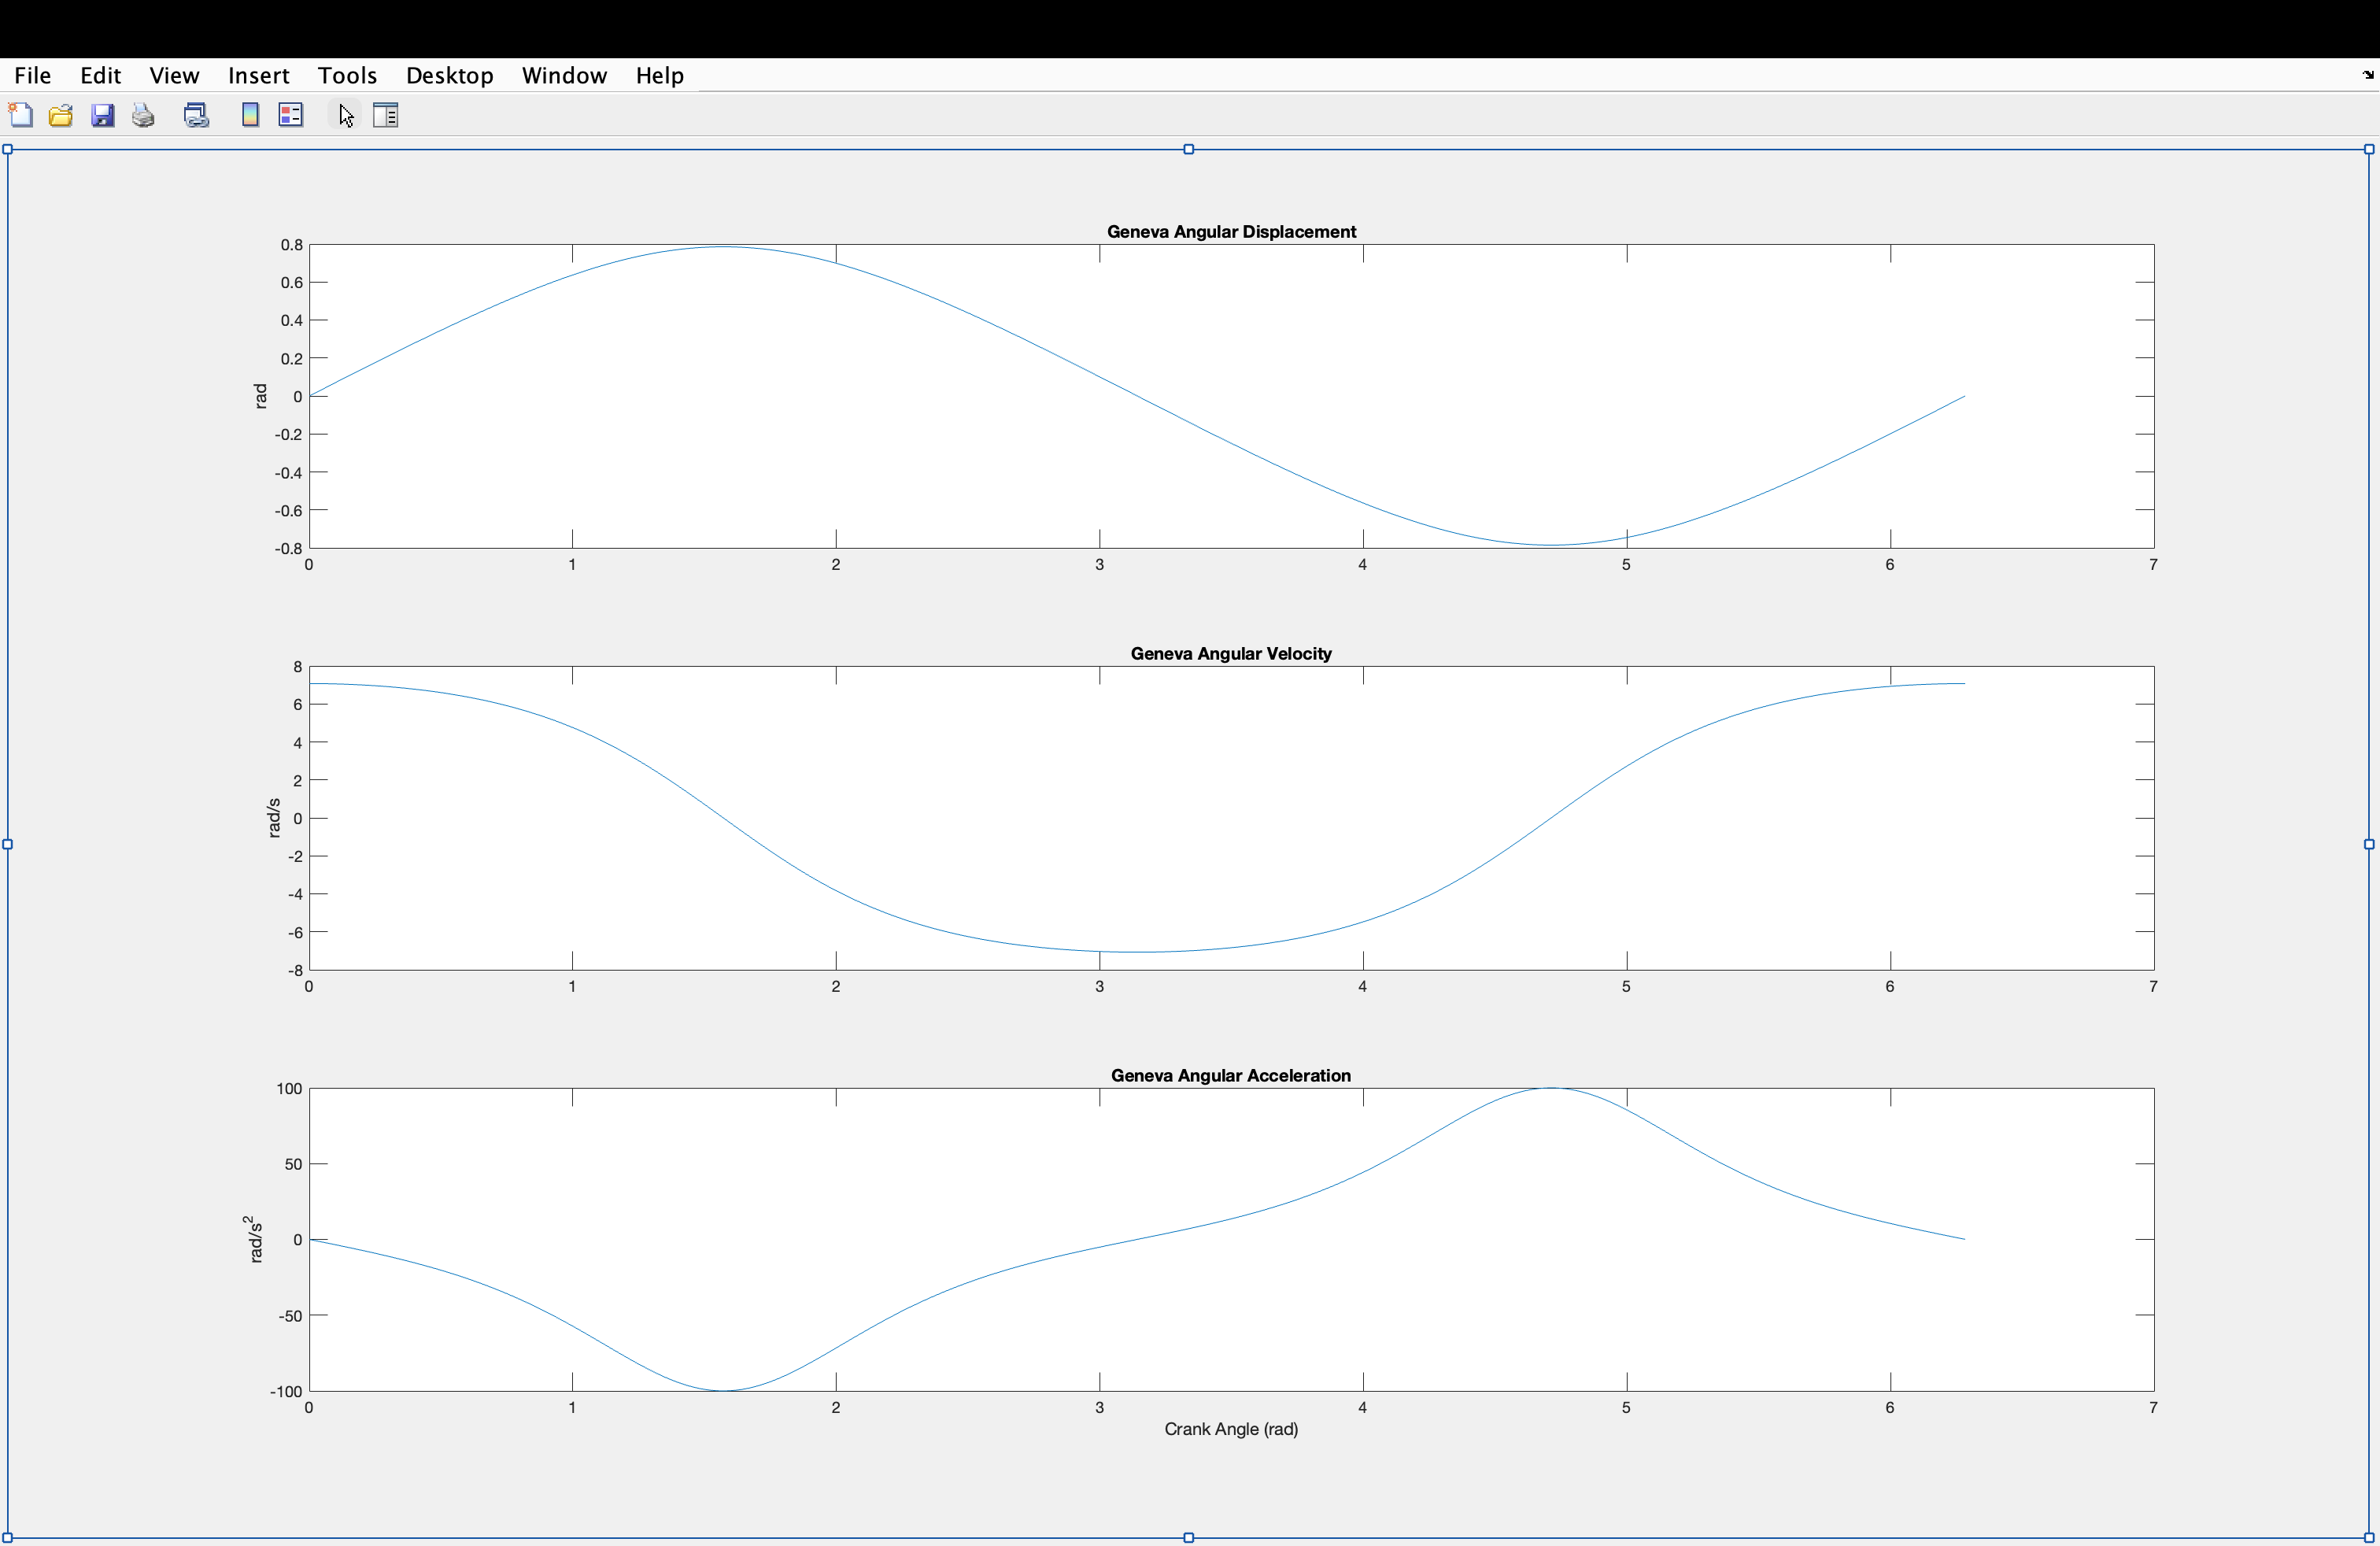 File Edit View Insert Tools Desktop Window Help
Geneva Angular Displacement
0.8
0.6
0.4
0.2
0
-0.2
-0.4
-0.6
-0.8
rad
0 1 2 3 4 5 6 7
Geneva Angular Velocity
8
6
4
2
0
-2
-4
-6
-8
rad/s
0 1 2 3 4 5 6 7
Geneva Angular Acceleration
100
50
0
-50
-100
rad/s²
0 1 2 3 4 5 6 7
Crank Angle (rad)